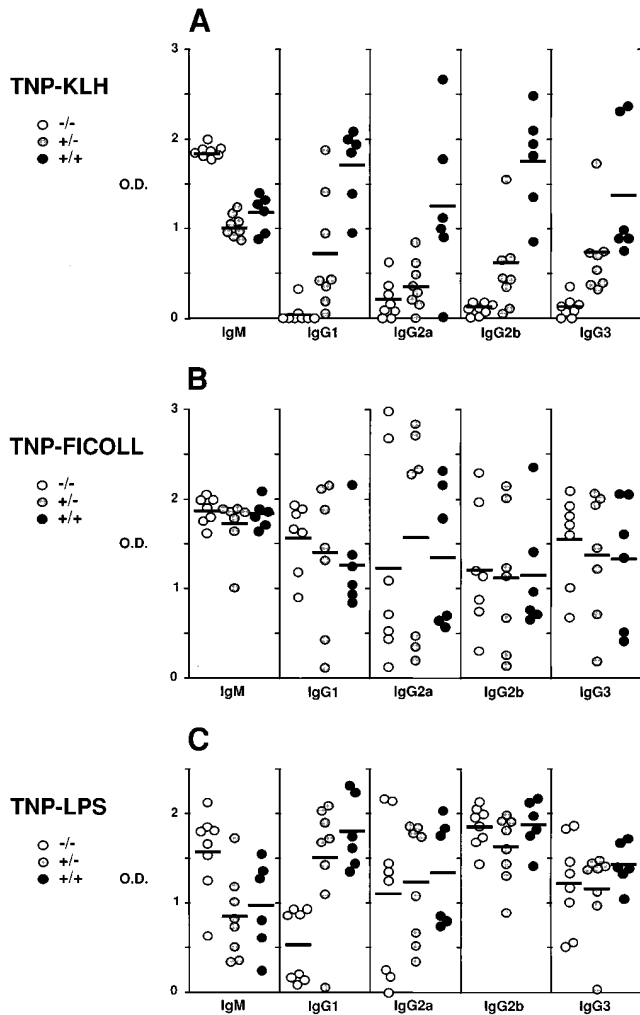 A
TNP-KLH
-/-
+/-
+/+
O.D.
3
2
1
0
IgM IgG1 IgG2a IgG2b IgG3
B
TNP-FICOLL
-/-
+/-
+/+
O.D.
3
2
1
0
IgM IgG1 IgG2a IgG2b IgG3
C
TNP-LPS
-/-
+/-
+/+
O.D.
2
1
0
IgM IgG1 IgG2a IgG2b IgG3